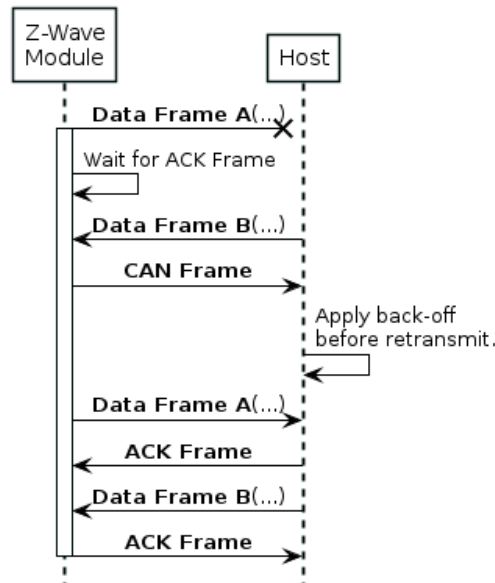 Z-Wave
Module
Host
Data Frame A(...)
Wait for ACK Frame
Data Frame B(...)
CAN Frame
Apply back-off
before retransmit.
Data Frame A(...)
ACK Frame
Data Frame B(...)
ACK Frame